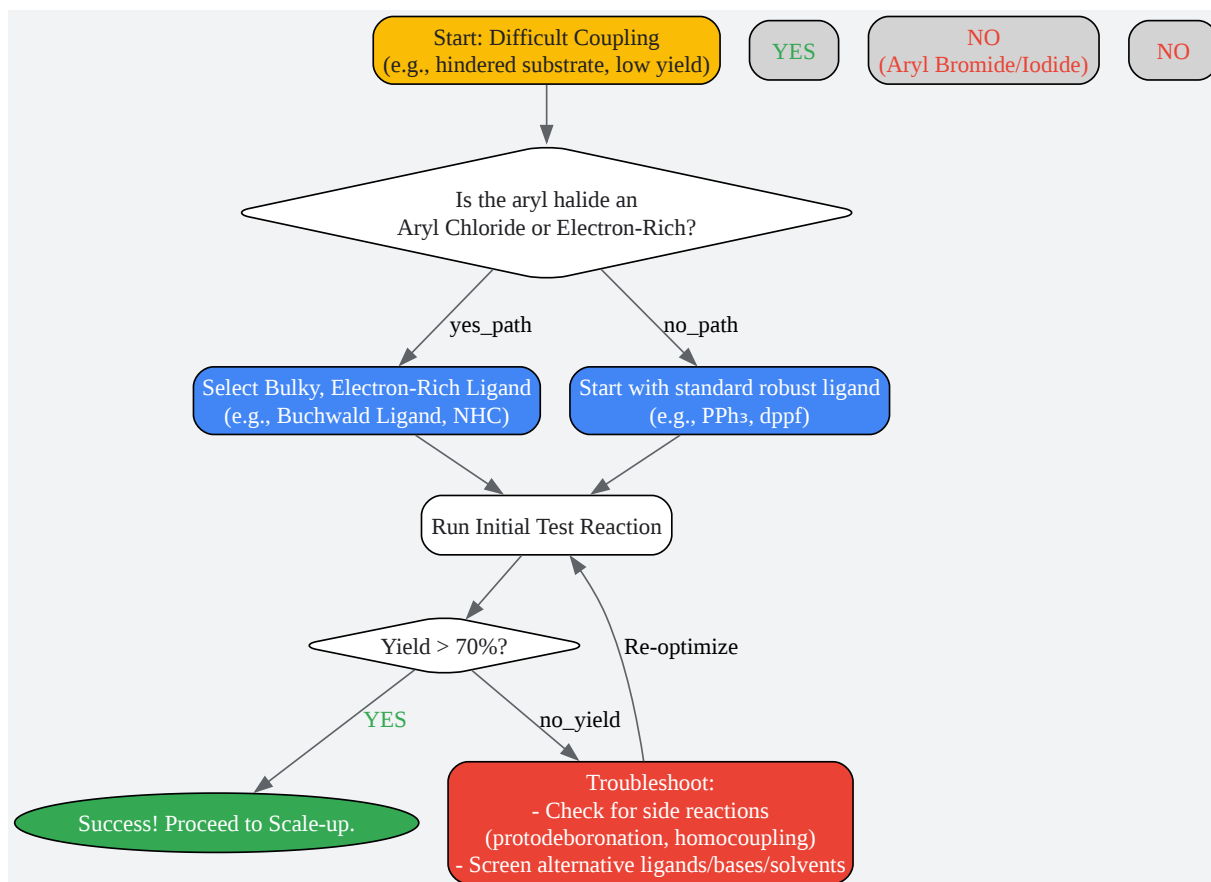 Start: Difficult Coupling
(e.g., hindered substrate, low yield)
YES
NO
(Aryl Bromide/Iodide)
NO
Is the aryl halide an
Aryl Chloride or Electron-Rich?
yes_path
no_path
Select Bulky, Electron-Rich Ligand
(e.g., Buchwald Ligand, NHC)
Start with standard robust ligand
(e.g., PPh₃, dppf)
Run Initial Test Reaction
Yield > 70%?
Re-optimize
YES
no_yield
Success! Proceed to Scale-up.
Troubleshoot:
- Check for side reactions
(protodeboronation, homocoupling)
- Screen alternative ligands/bases/solvents